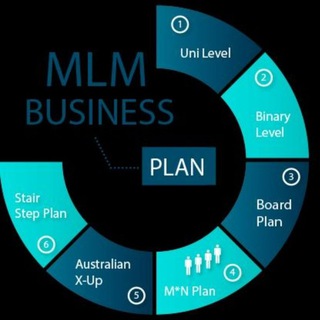 MLM
BUSINESS
PLAN
1
Uni Level
2
Binary
Level
3
Board
Plan
4
M*N Plan
5
Australian
X-Up
6
Stair
Step Plan